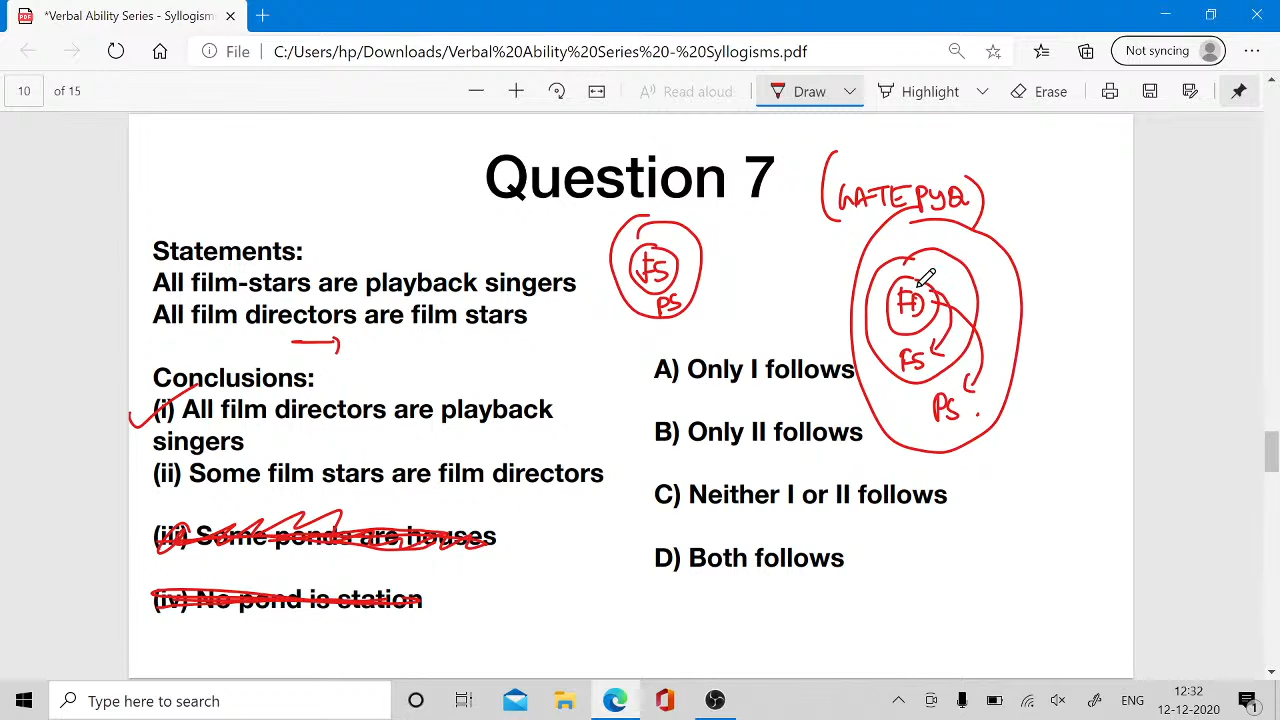 *Verbal Ability Series - Syllogism
File
C:/Users/hp/Downloads/Verbal%20Ability%20Series%20-%20Syllogisms.pdf
Not syncing
10 of 15
Read aloud
Draw
Highlight
Erase
Question 7
(GATE PYQ)
Statements:
All film-stars are playback singers
All film directors are film stars
FS
PS
FD
FS
PS
Conclusions:
(i) All film directors are playback
singers
(ii) Some film stars are film directors
(iii) Some ponds are houses
(iv) No pond is station
A) Only I follows
B) Only II follows
C) Neither I or II follows
D) Both follows
Type here to search
ENG
12:32
12-12-2020
1